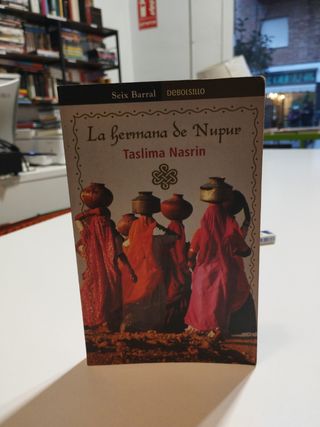 Seix Barral DEBOLSILLO
La hermana de Nupur
Taslima Nasrin